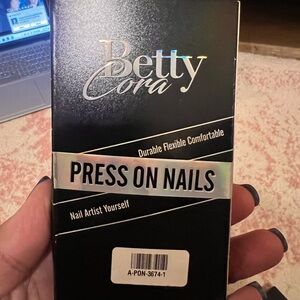 Betty
Cora
Durable Flexible Comfortable
PRESS ON NAILS
Nail Artist Yourself
A-PON-3674-1